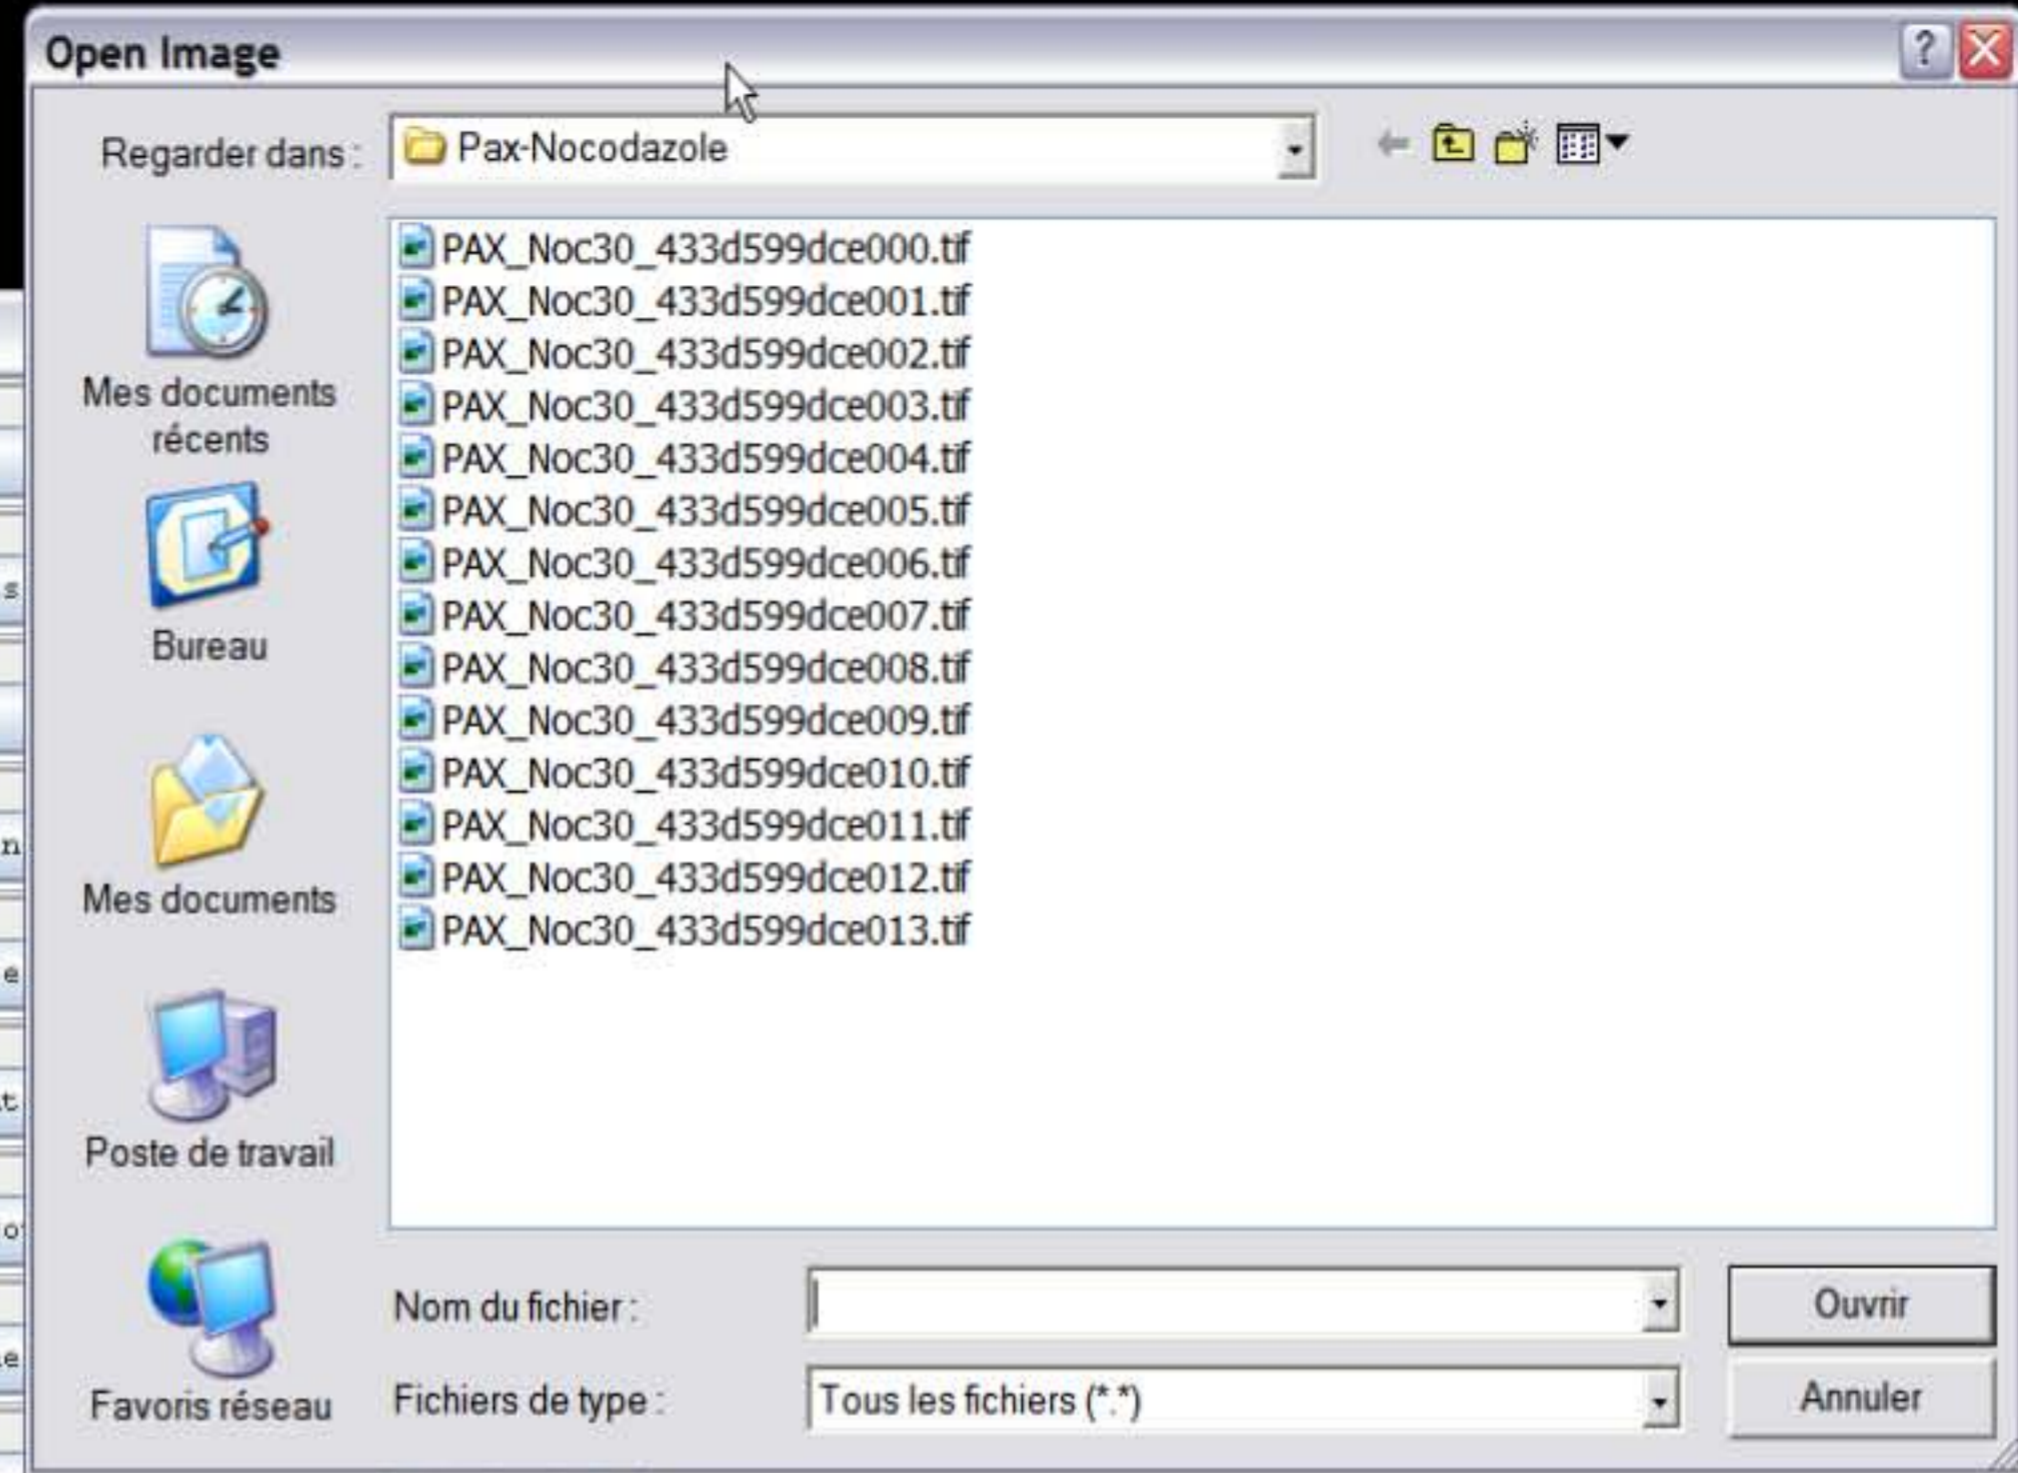 Open Image
Regarder dans :
Pax-Nocodazole
PAX_Noc30_433d599dce000.tif
PAX_Noc30_433d599dce001.tif
PAX_Noc30_433d599dce002.tif
PAX_Noc30_433d599dce003.tif
PAX_Noc30_433d599dce004.tif
PAX_Noc30_433d599dce005.tif
PAX_Noc30_433d599dce006.tif
PAX_Noc30_433d599dce007.tif
PAX_Noc30_433d599dce008.tif
PAX_Noc30_433d599dce009.tif
PAX_Noc30_433d599dce010.tif
PAX_Noc30_433d599dce011.tif
PAX_Noc30_433d599dce012.tif
PAX_Noc30_433d599dce013.tif
Mes documents
récents
Bureau
Mes documents
Poste de travail
Favoris réseau
Nom du fichier :
Ouvrir
Fichiers de type :
Tous les fichiers (*.*)
Annuler